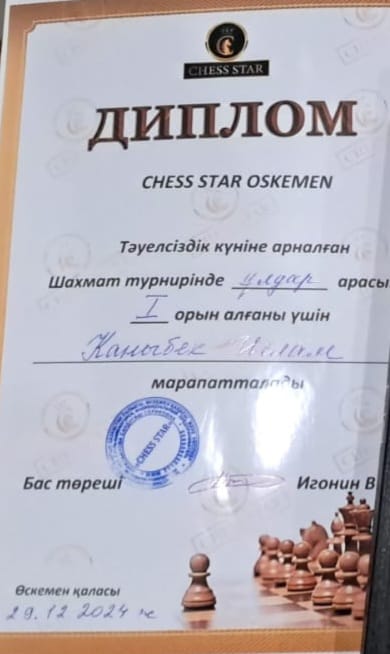 CHESS STAR
ДИПЛОМ
CHESS STAR OSKEMEN
Тәуелсіздік күніне арналған
Шахмат турнирінде ұлдар арасы
I орын алғаны үшін
Каныбек Ислам
марапатталады
CHESS STAR
Бас төреші Игонин В
Өскемен қаласы
29.12.2024 ж